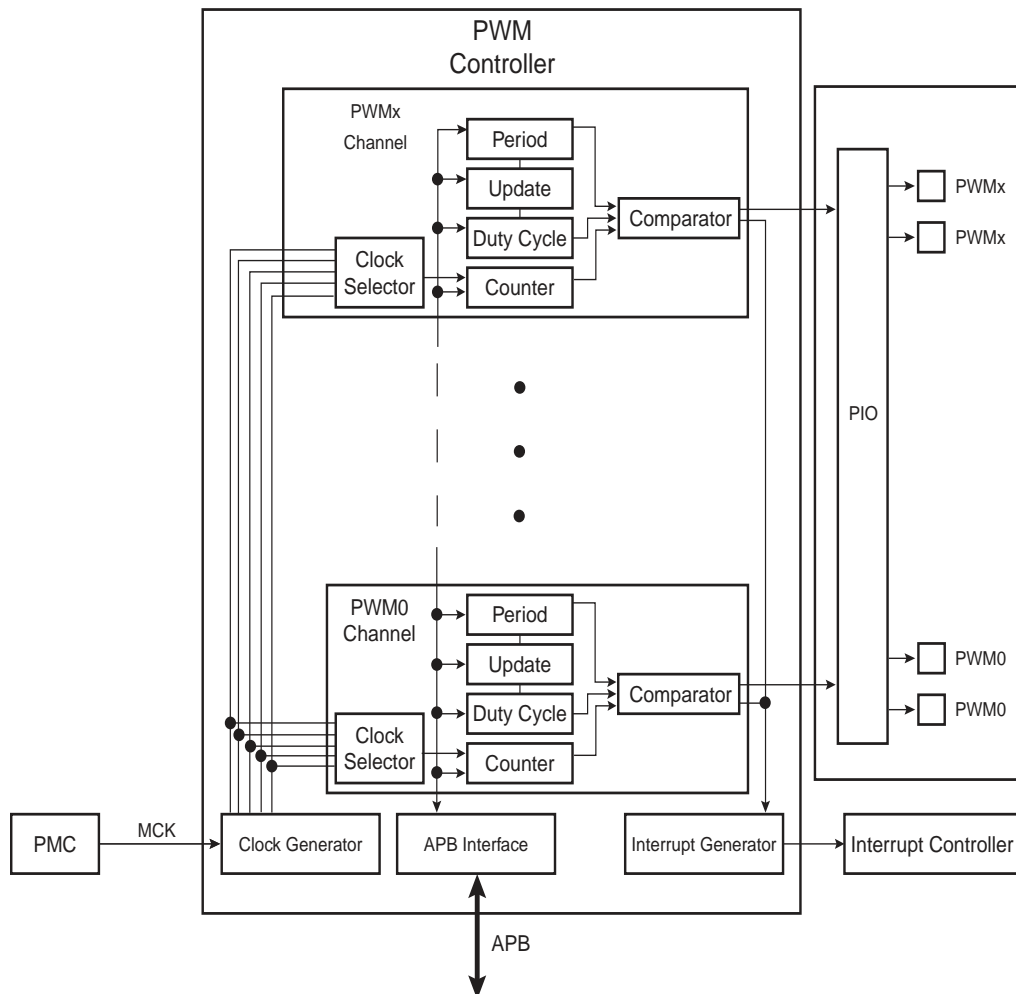 PWM
Controller
PWMx
Channel
Period
Update
Duty Cycle
Counter
Clock
Selector
Comparator
PIO
PWMx
PWMx
PWM0
Channel
Period
Update
Duty Cycle
Counter
Clock
Selector
Comparator
PWM0
PWM0
PMC
MCK
Clock Generator
APB Interface
Interrupt Generator
Interrupt Controller
APB